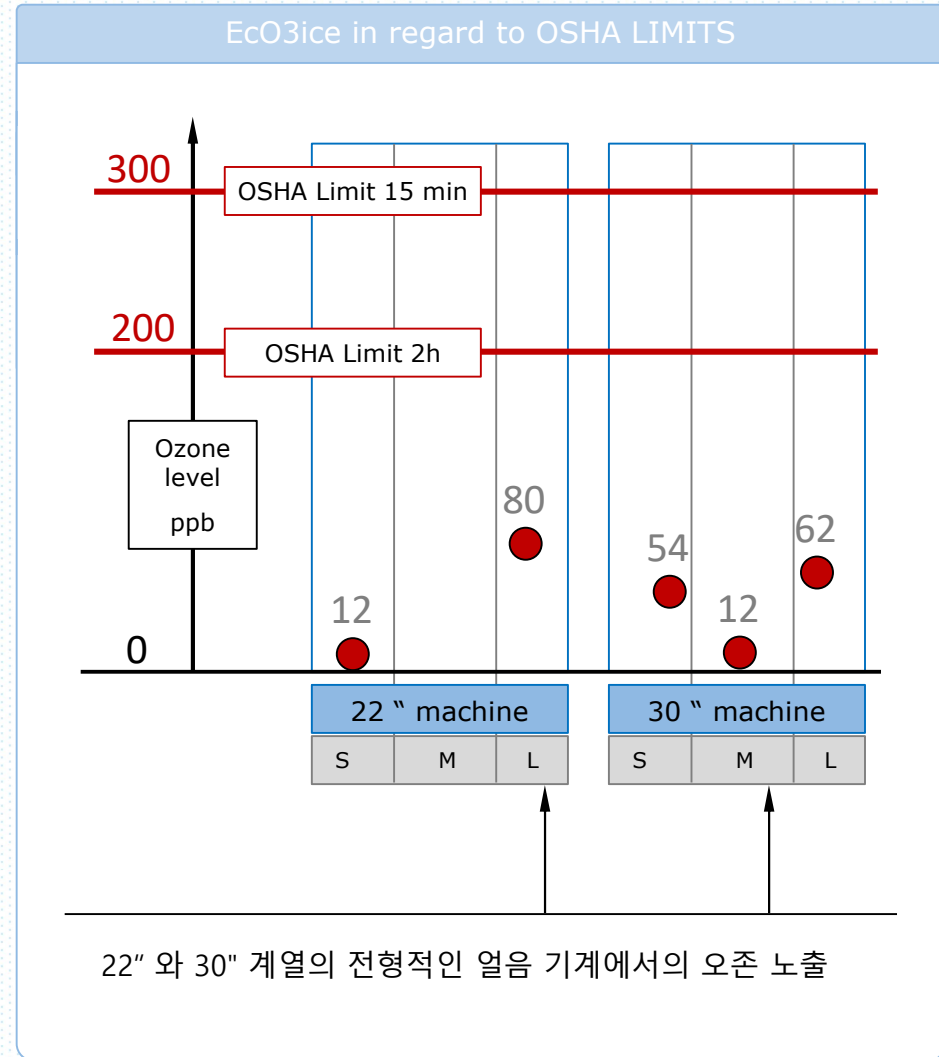 EcO3ice in regard to OSHA LIMITS
300
OSHA Limit 15 min
200
OSHA Limit 2h
Ozone
level
ppb
80
54
62
12
12
0
22 “ machine
30 “ machine
S M L
S M L
22” 와 30" 계열의 전형적인 얼음 기계에서의 오존 노출